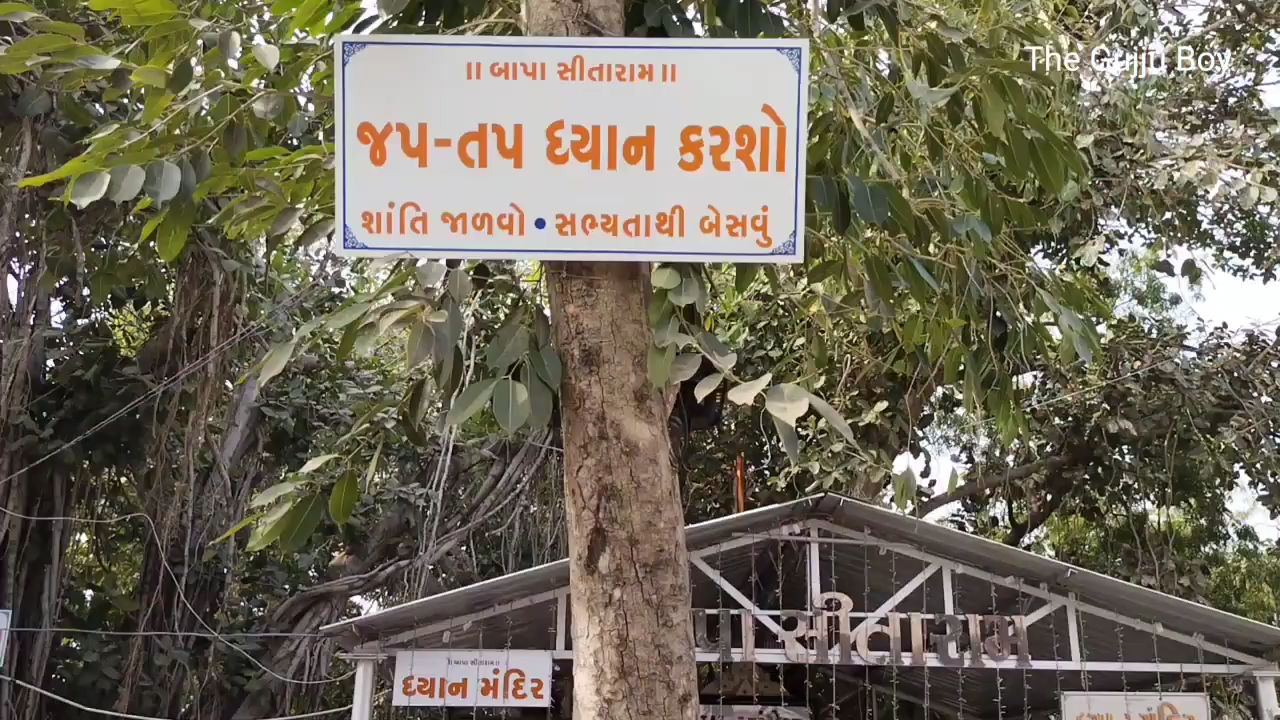 The Gujju Boy
॥ બાપા સીતારામ ॥
જપ-તપ ધ્યાન કરશો
શાંતિ જાળવો • સભ્યતાથી બેસવું
પા સીતારામ
॥ બાપા સીતારામ ॥
ધ્યાન મંદિર